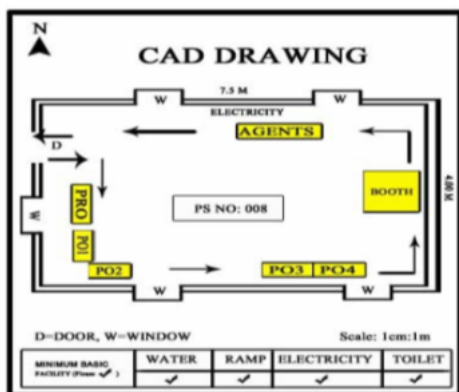 N
CAD DRAWING
7.5 M
W
W
ELECTRICITY
AGENTS
D
BOOTH
4.00 M
PRO
PS NO: 008
W
PO1
PO2
PO3 PO4
W
W
D=DOOR, W=WINDOW
Scale: 1cm:1m
MINIMUM BASIC FACILITY (Please ✓) WATER RAMP ELECTRICITY TOILET
✓ ✓ ✓ ✓